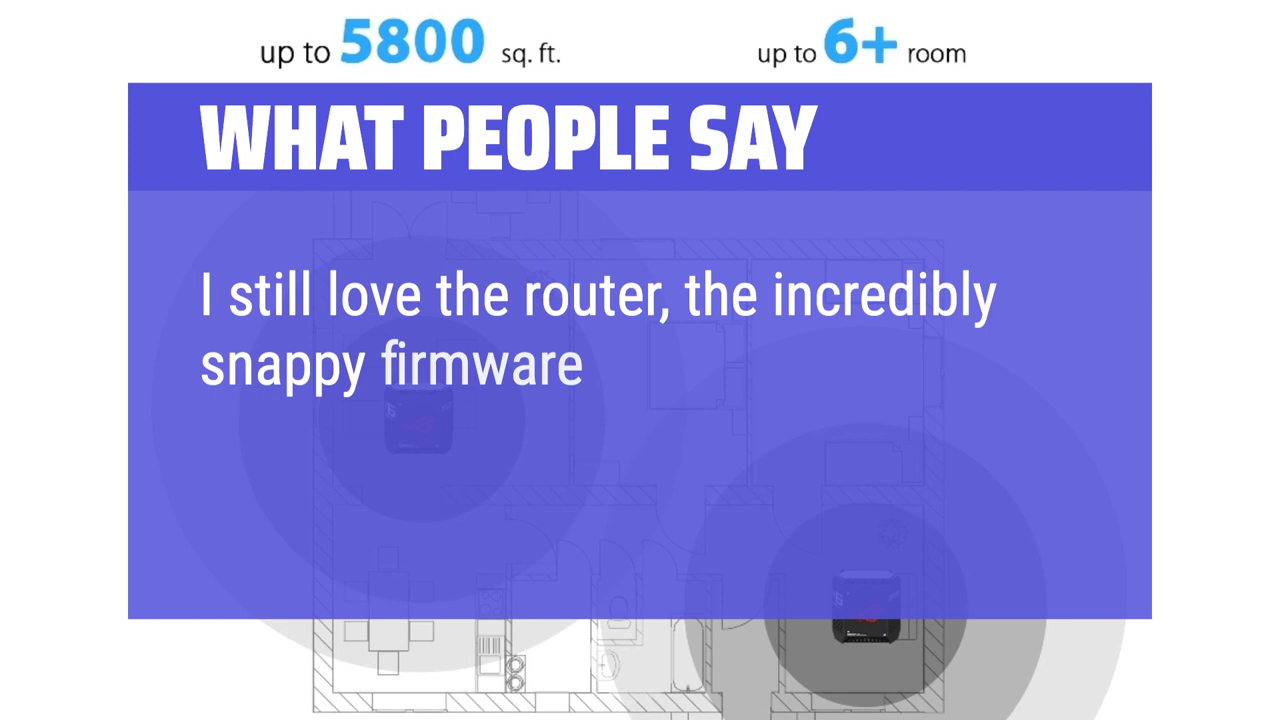 up to 5800 sq. ft.
up to 6+ room
WHAT PEOPLE SAY
I still love the router, the incredibly
snappy firmware